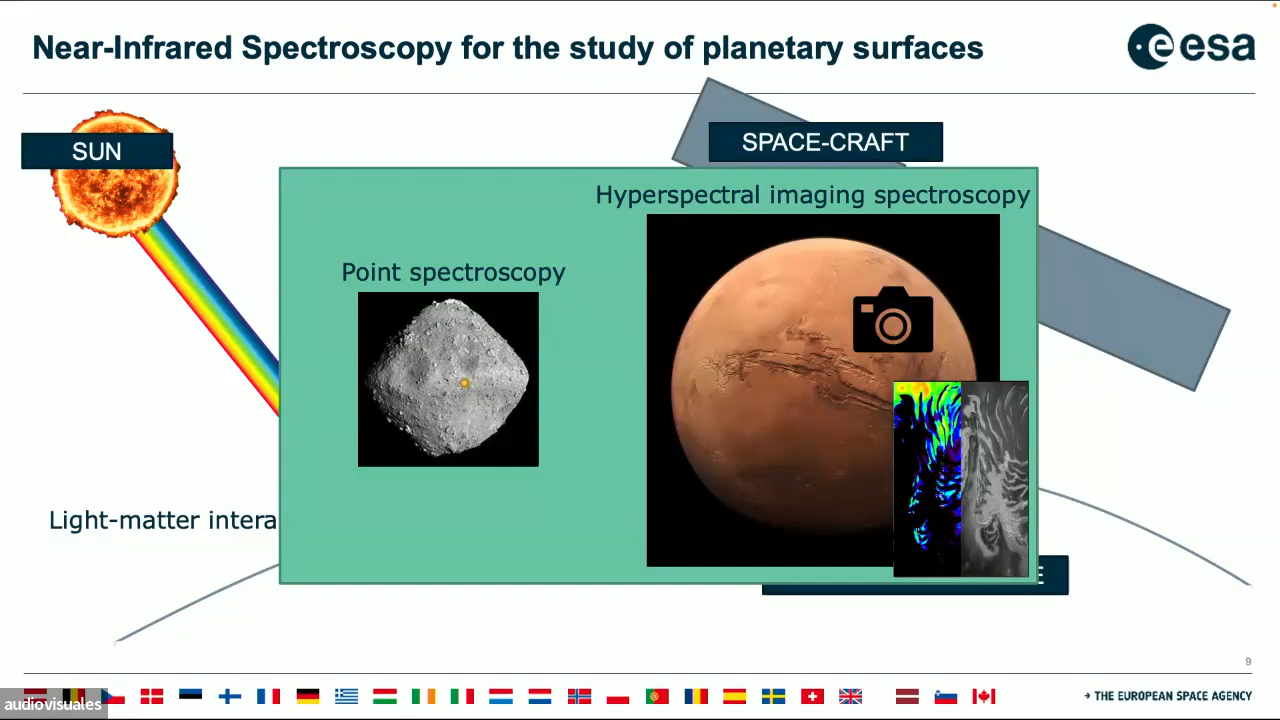 Near-Infrared Spectroscopy for the study of planetary surfaces
esa
SUN
SPACE-CRAFT
Hyperspectral imaging spectroscopy
Point spectroscopy
Light-matter intera
E
9
audiovisuales
→ THE EUROPEAN SPACE AGENCY